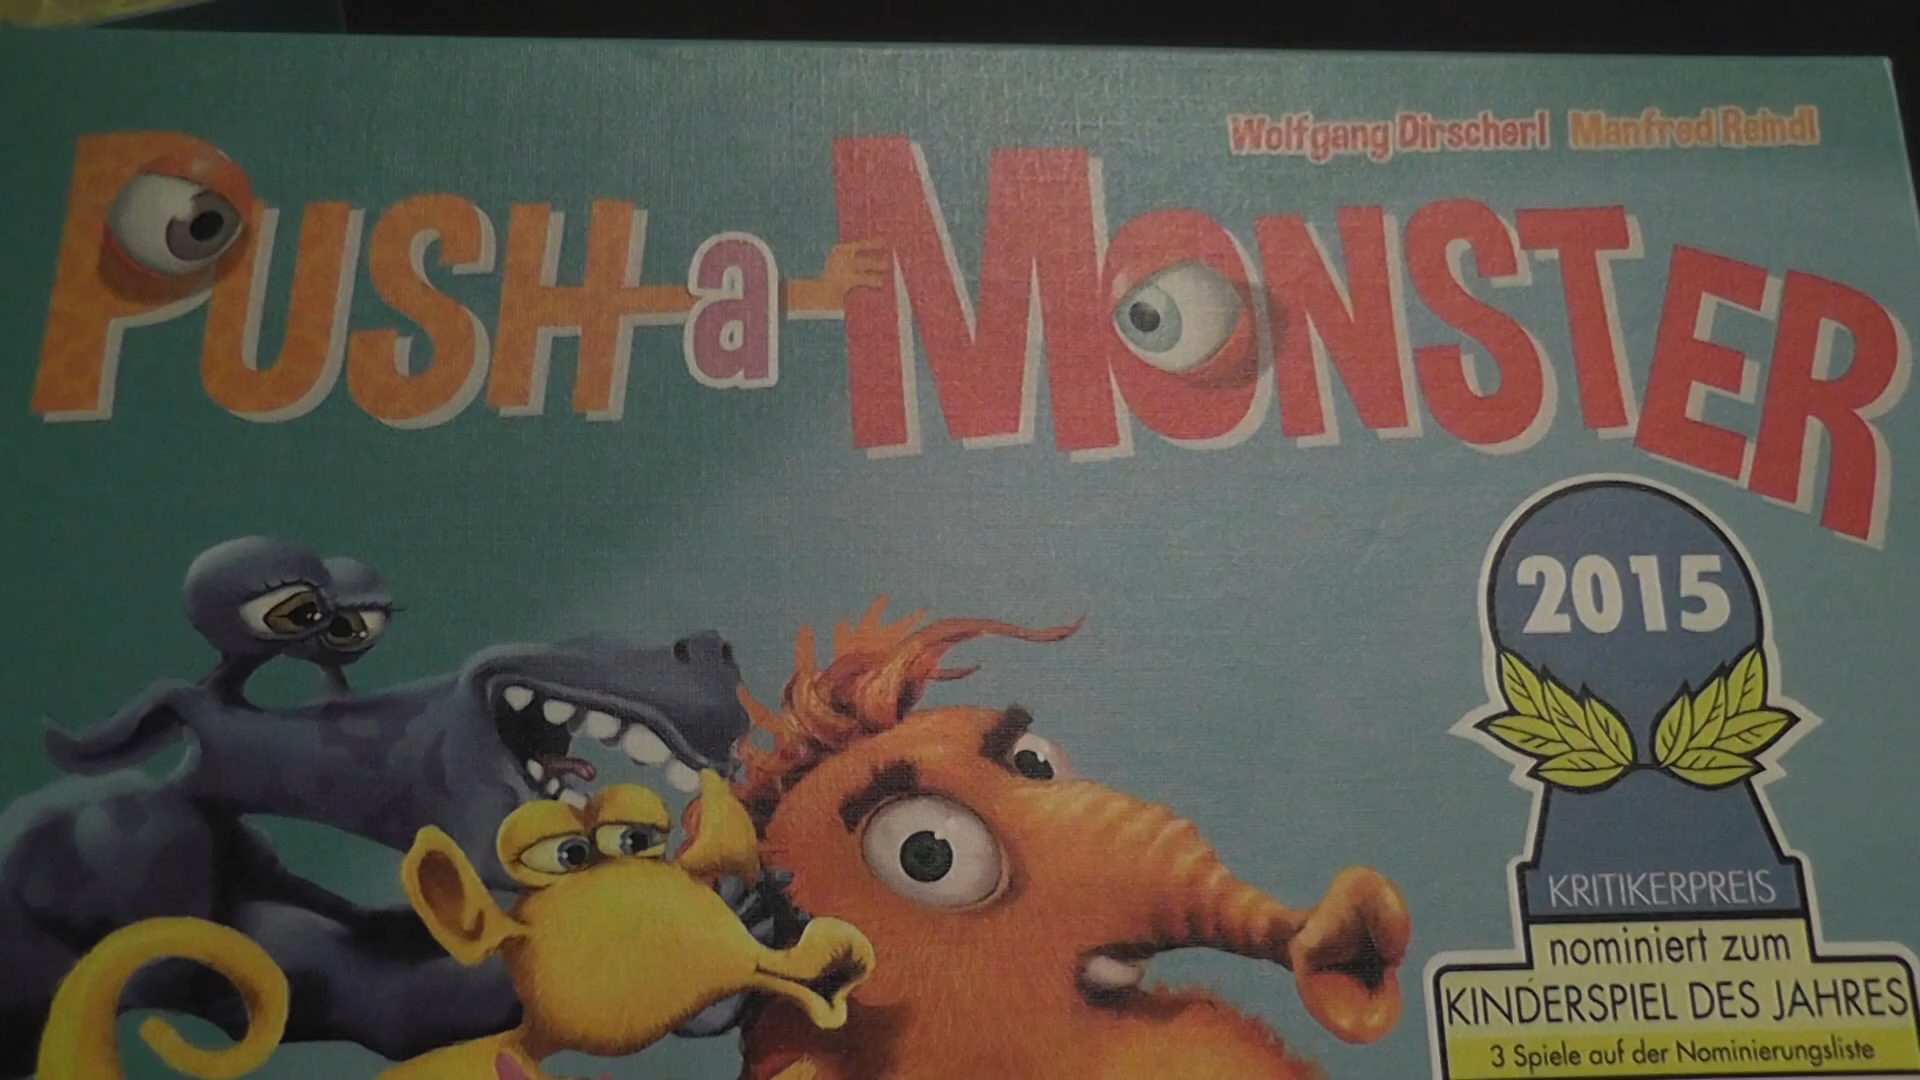 Wolfgang Dirscherl Manfred Reindl
PUSH a MONSTER
2015
KRITIKERPREIS
nominiert zum
KINDERSPIEL DES JAHRES
3 Spiele auf der Nominierungsliste